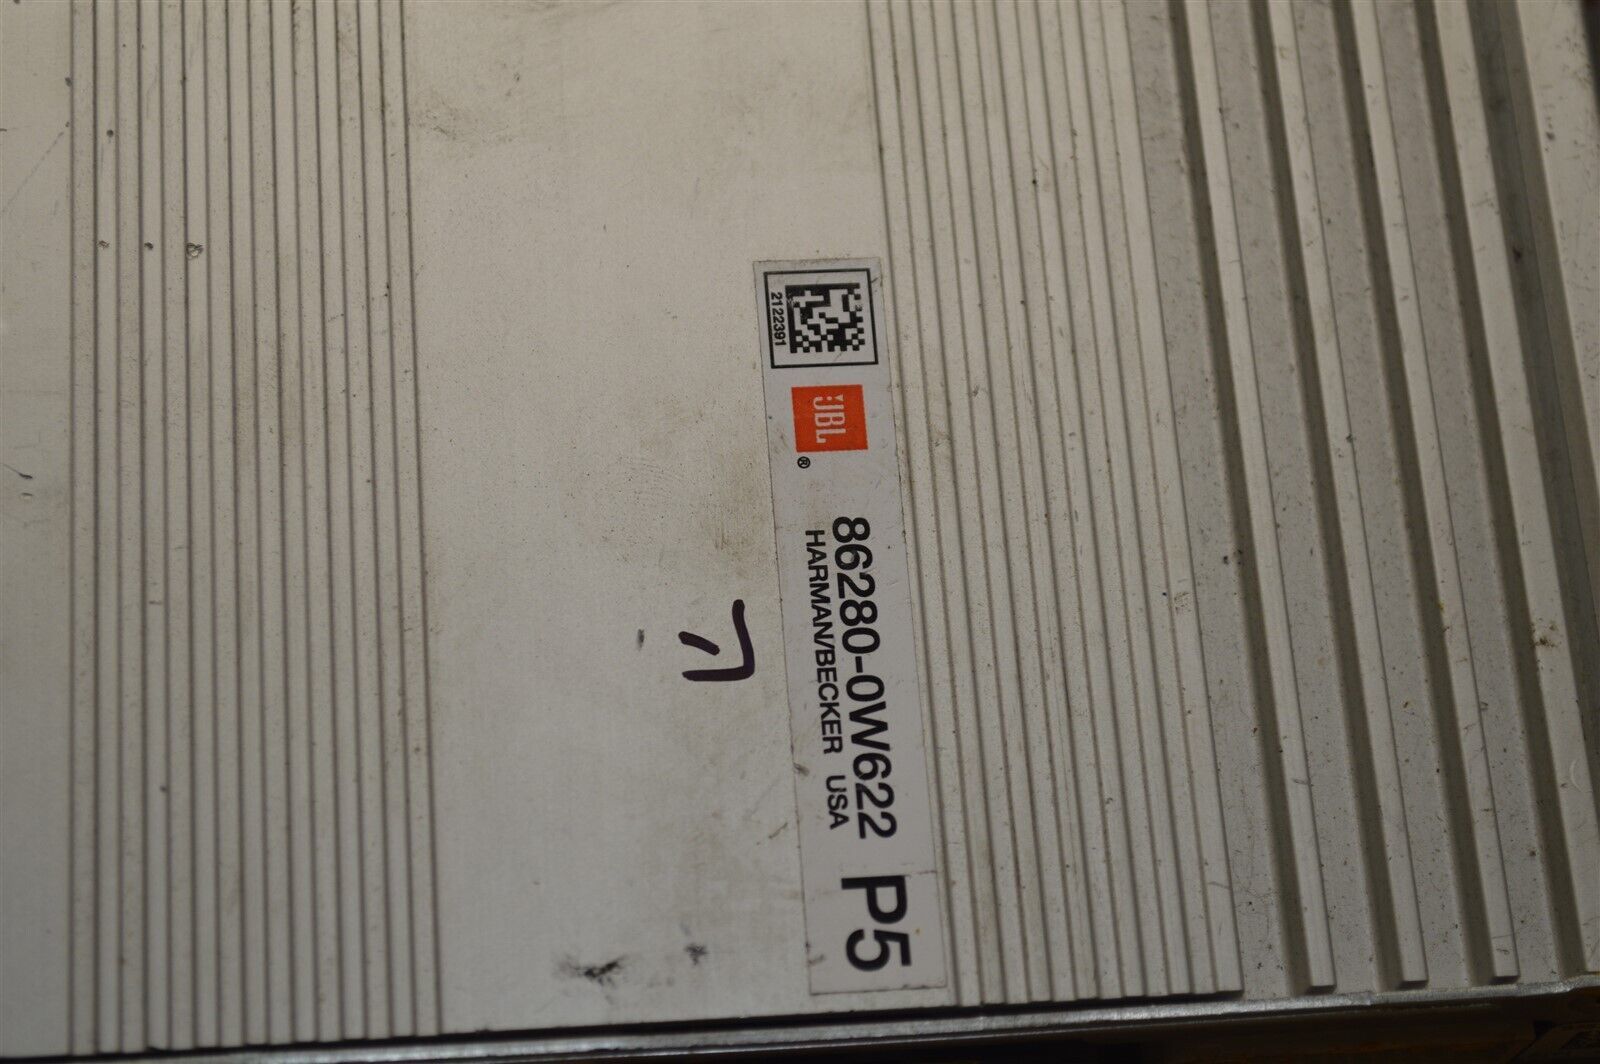 2122391
JBL®
86280-0W622
HARMAN/BECKER USA
P5